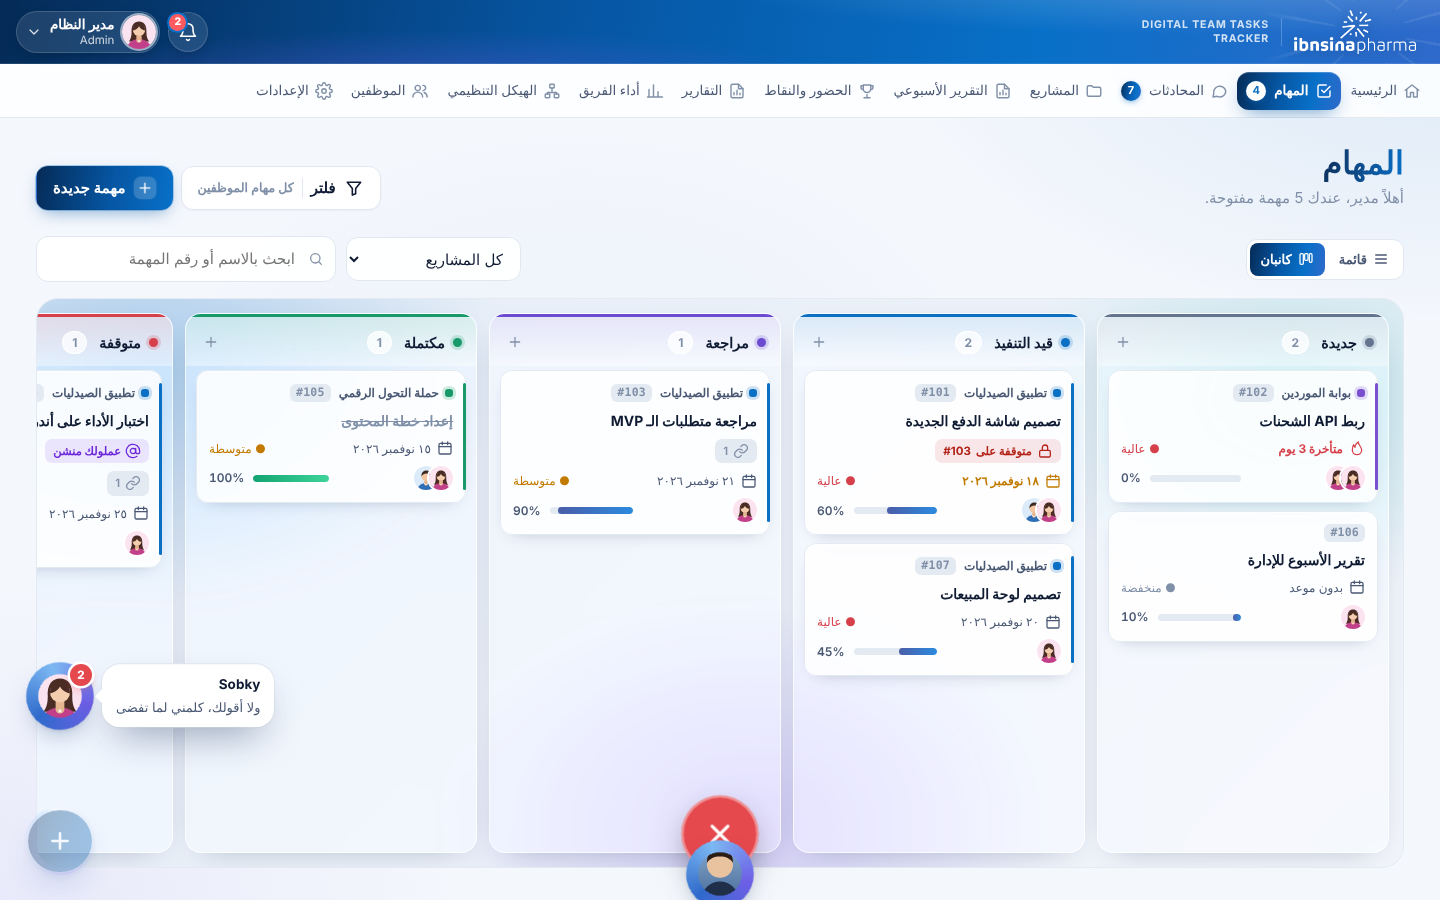 ibnsinapharma
DIGITAL TEAM TASKS
TRACKER
2
مدير النظام
Admin
الرئيسية
المهام 4
المحادثات 7
المشاريع
التقرير الأسبوعي
الحضور والنقاط
التقارير
أداء الفريق
الهيكل التنظيمي
الموظفين
الإعدادات
المهام
أهلاً مدير، عندك 5 مهمة مفتوحة.
فلتر كل مهام الموظفين
مهمة جديدة
قائمة
كانبان
كل المشاريع
ابحث بالاسم أو رقم المهمة
جديدة 2
بوابة الموردين #102
ربط API الشحنات
متأخرة 3 يوم
عالية
0%
#106
تقرير الأسبوع للإدارة
بدون موعد
منخفضة
10%
قيد التنفيذ 2
تطبيق الصيدليات #101
تصميم شاشة الدفع الجديدة
متوقفة على #103
١٨ نوفمبر ٢٠٢٦
عالية
60%
تطبيق الصيدليات #107
تصميم لوحة المبيعات
٢٠ نوفمبر ٢٠٢٦
عالية
45%
مراجعة 1
تطبيق الصيدليات #103
مراجعة متطلبات الـ MVP
1
٢١ نوفمبر ٢٠٢٦
متوسطة
90%
مكتملة 1
حملة التحول الرقمي #105
إعداد خطة المحتوى
١٥ نوفمبر ٢٠٢٦
متوسطة
100%
متوقفة 1
تطبيق الصيدليات
اختبار الأداء على
عملولك منشن
1
٢٥ نوفمبر ٢٠٢٦
2
Sobky
ولا أقولك، كلمني لما تفضى